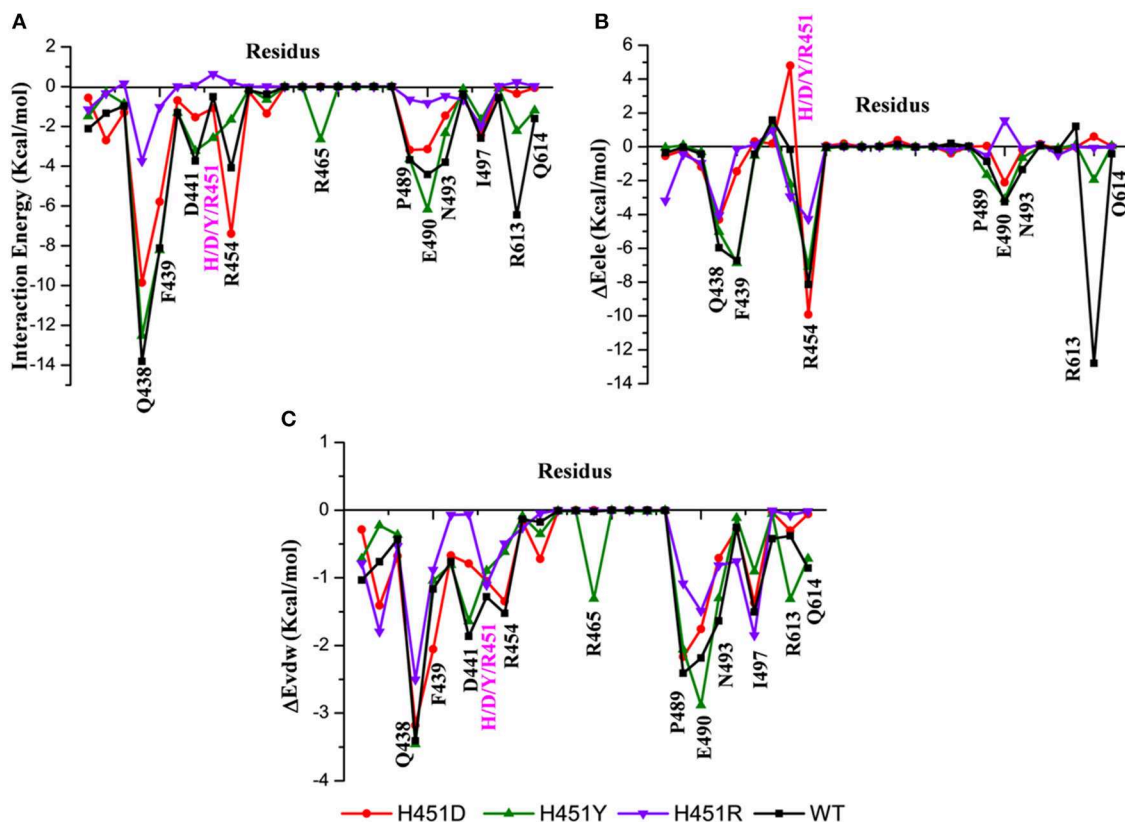 A
Interaction Energy (Kcal/mol)
Residus
2
0
-2
-4
-6
-8
-10
-12
-14
Q438
F439
D441
H/D/Y/R451
R454
R465
P489
E490
N493
I497
R613
Q614
B
ΔEele (Kcal/mol)
Residue
6
4
2
0
-2
-4
-6
-8
-10
-12
-14
Q438
F439
H/D/Y/R451
R454
P489
E490
N493
R613
Q614
C
ΔEvdw (Kcal/mol)
Residus
1
0
-1
-2
-3
-4
Q438
F439
D441
H/D/Y/R451
R454
R465
P489
E490
N493
I497
R613
Q614
H451D H451Y H451R WT